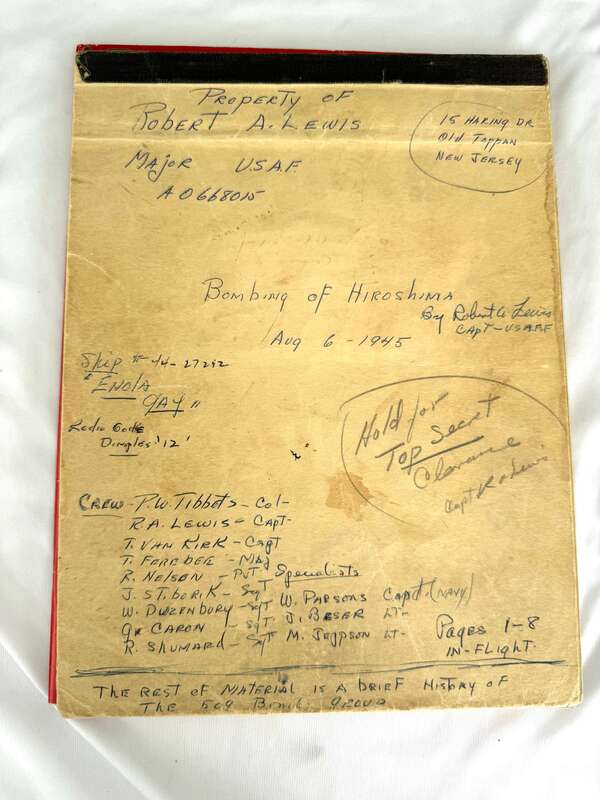 Property of
Robert A. Lewis
15 Haring Dr
Old Tappan
New Jersey
Major U.S.A.F.
AO668015
Bombing of Hiroshima
By Robert A Lewis
Capt - USAAF
Aug 6 - 1945
Ship # 44-27292
"Enola
Gay"
Radio Code
Dimples '12'
Hold for
Top Secret
Clearance
Capt R A Lewis
Crew - P.W. Tibbets - Col -
R.A. Lewis - Capt -
T. Van Kirk - Capt
T. Ferebee - Maj
R. Nelson - Pvt
J. Stiborik - Sgt
W. Duzenbury - Sgt
G. Caron - Sgt
R. Shumard - Sgt
Specialists
W. Parsons Capt. (Navy)
J. Beser Lt -
M. Jeppson Lt -
Pages 1-8
In-Flight
The rest of material is a brief history of
The 509 Bomb Group